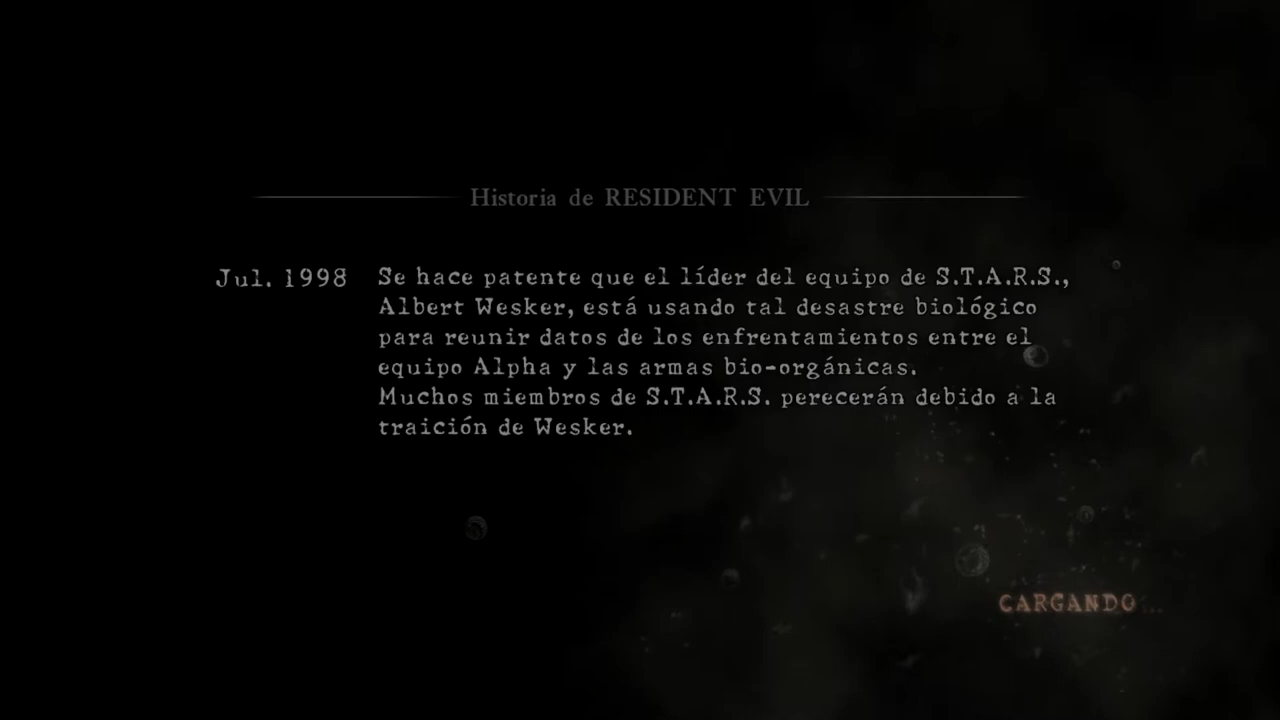 Historia de RESIDENT EVIL
Jul. 1998 Se hace patente que el líder del equipo de S.T.A.R.S.,
Albert Wesker, está usando tal desastre biológico
para reunir datos de los enfrentamientos entre el
equipo Alpha y las armas bio-orgánicas.
Muchos miembros de S.T.A.R.S. perecerán debido a la
traición de Wesker.
CARGANDO...